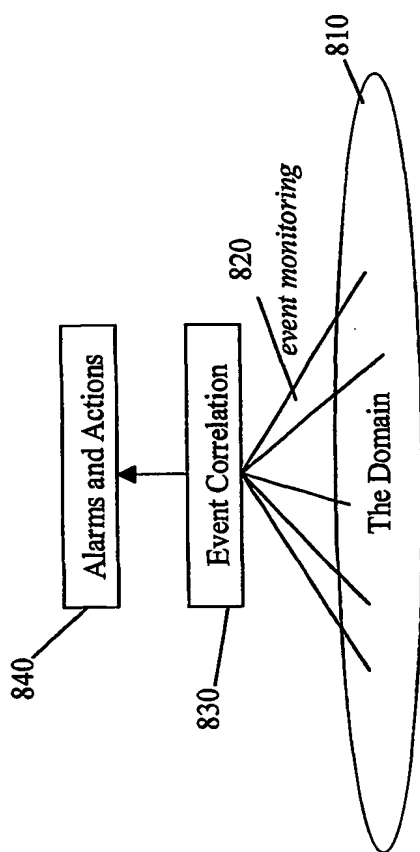 840
Alarms and Actions
830
Event Correlation
820
event monitoring
The Domain
810